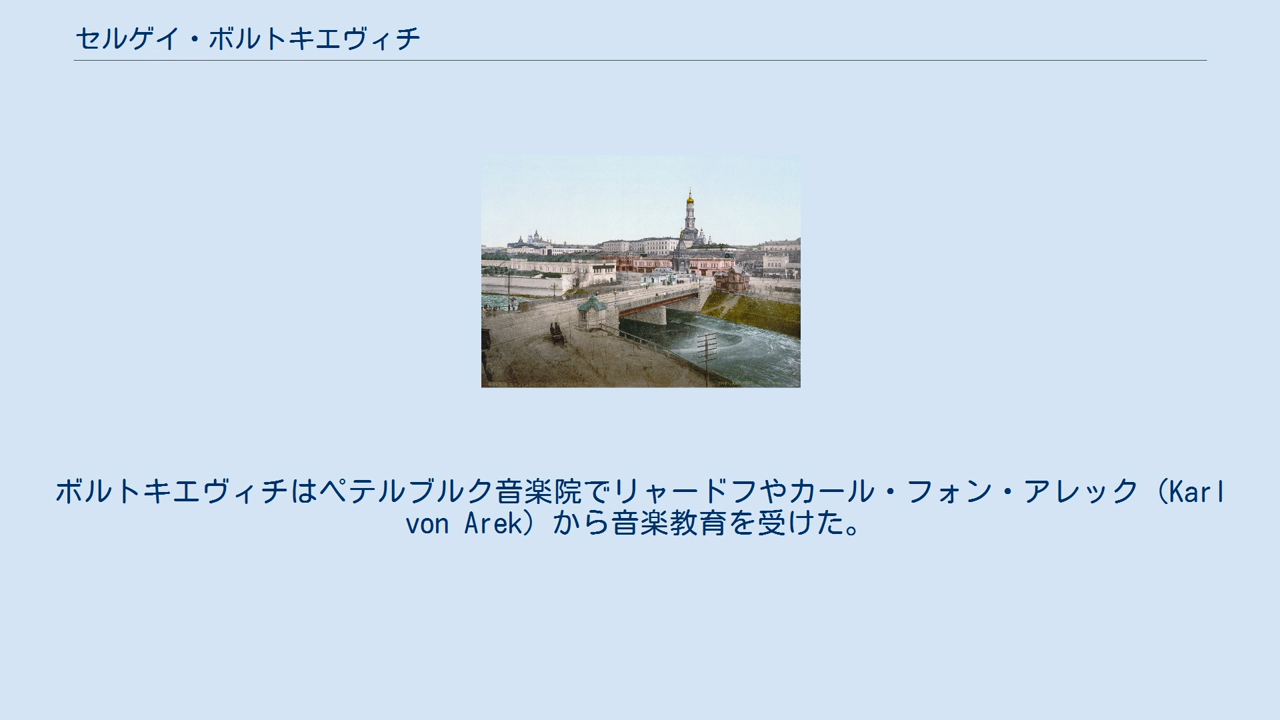 セルゲイ・ボルトキエヴィチ
ボルトキエヴィチはペテルブルク音楽院でリャードフやカール・フォン・アレック（Karl
von Arek）から音楽教育を受けた。